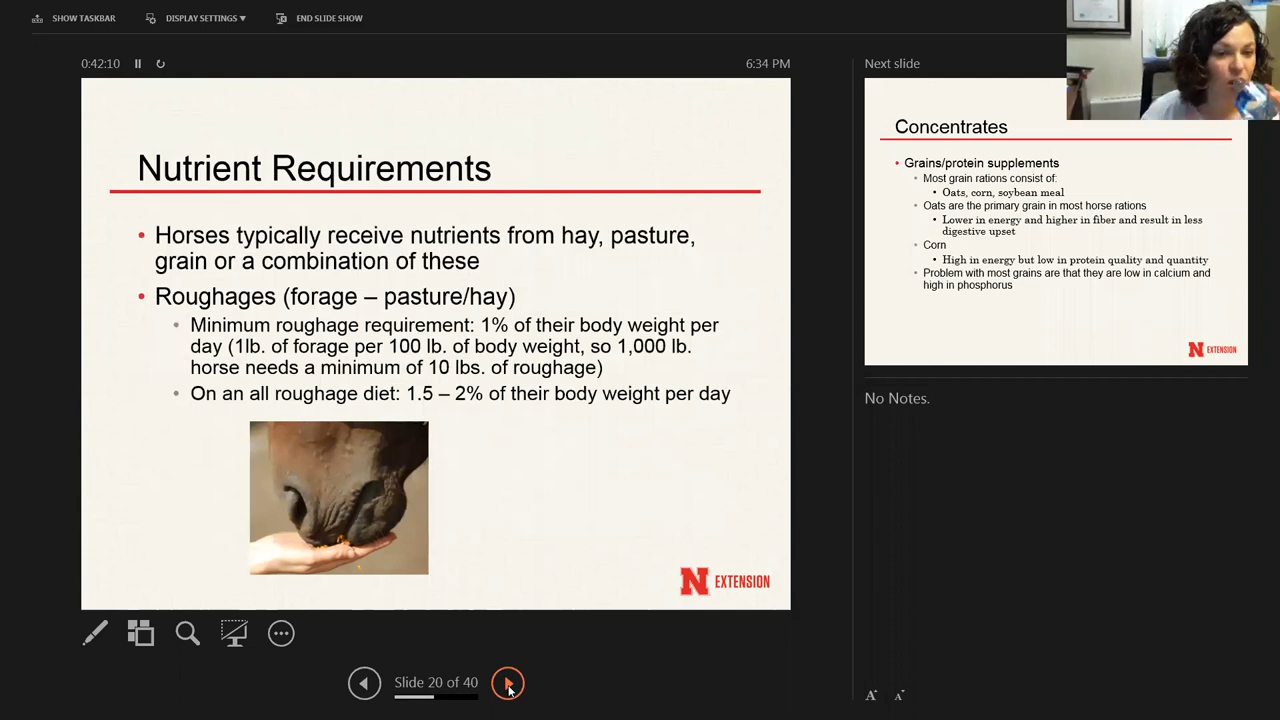 SHOW TASKBAR
DISPLAY SETTINGS ▾
END SLIDE SHOW
0:42:10
6:34 PM
Nutrient Requirements
• Horses typically receive nutrients from hay, pasture,
grain or a combination of these
• Roughages (forage – pasture/hay)
• Minimum roughage requirement: 1% of their body weight per
day (1lb. of forage per 100 lb. of body weight, so 1,000 lb.
horse needs a minimum of 10 lbs. of roughage)
• On an all roughage diet: 1.5 – 2% of their body weight per day
N EXTENSION
Slide 20 of 40
Next slide
Concentrates
• Grains/protein supplements
• Most grain rations consist of:
• Oats, corn, soybean meal
• Oats are the primary grain in most horse rations
• Lower in energy and higher in fiber and result in less
digestive upset
• Corn
• High in energy but low in protein quality and quantity
• Problem with most grains are that they are low in calcium and
high in phosphorus
N EXTENSION
No Notes.
A A